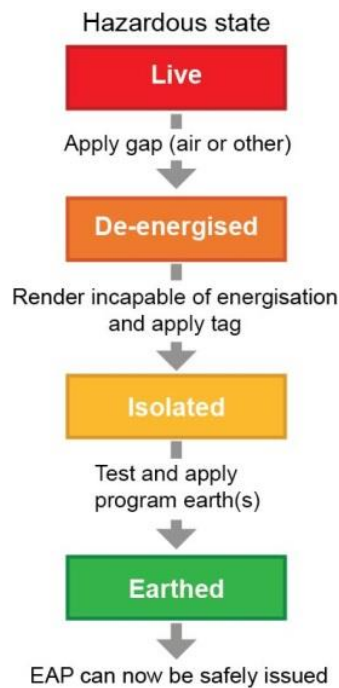 Hazardous state
Live
Apply gap (air or other)
De-energised
Render incapable of energisation
and apply tag
Isolated
Test and apply
program earth(s)
Earthed
EAP can now be safely issued